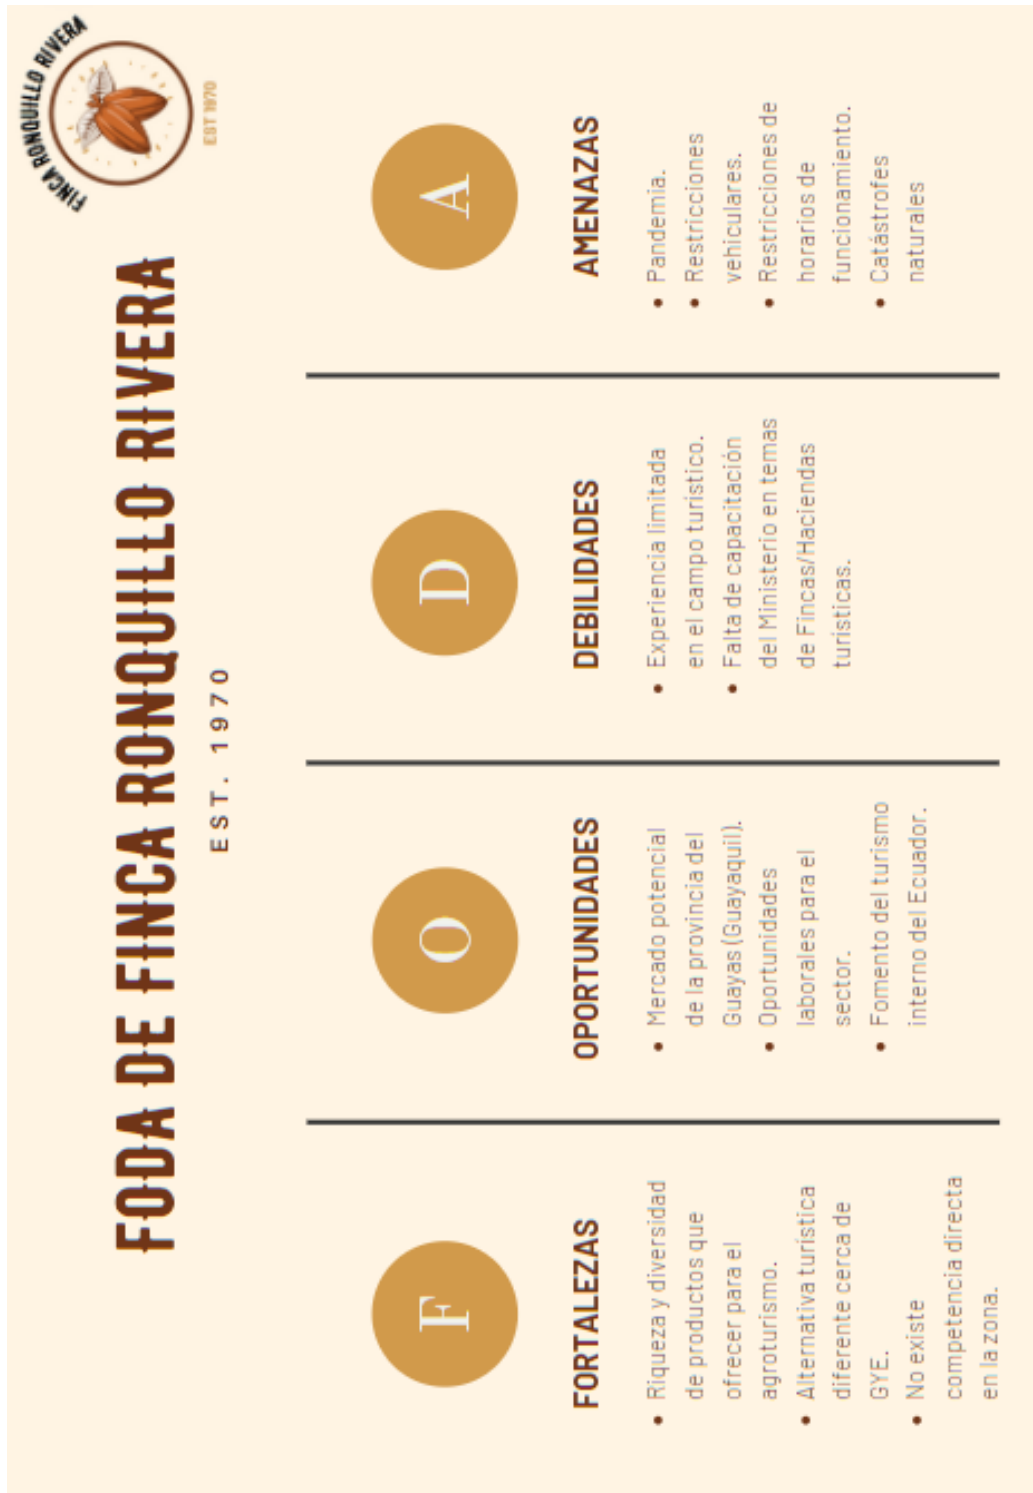 FINCA RONQUILLO RIVERA
EST 1970
FODA DE FINCA RONQUILLO RIVERA
EST. 1970
F
FORTALEZAS
• Riqueza y diversidad
de productos que
ofrecer para el
agroturismo.
• Alternativa turística
diferente cerca de
GYE.
• No existe
competencia directa
en la zona.
O
OPORTUNIDADES
• Mercado potencial
de la provincia del
Guayas (Guayaquil).
• Oportunidades
laborales para el
sector.
• Fomento del turismo
interno del Ecuador.
D
DEBILIDADES
• Experiencia limitada
en el campo turístico.
• Falta de capacitación
del Ministerio en temas
de Fincas/Haciendas
turisticas.
A
AMENAZAS
• Pandemia.
• Restricciones
vehiculares.
• Restricciones de
horarios de
funcionamiento.
• Catástrofes
naturales